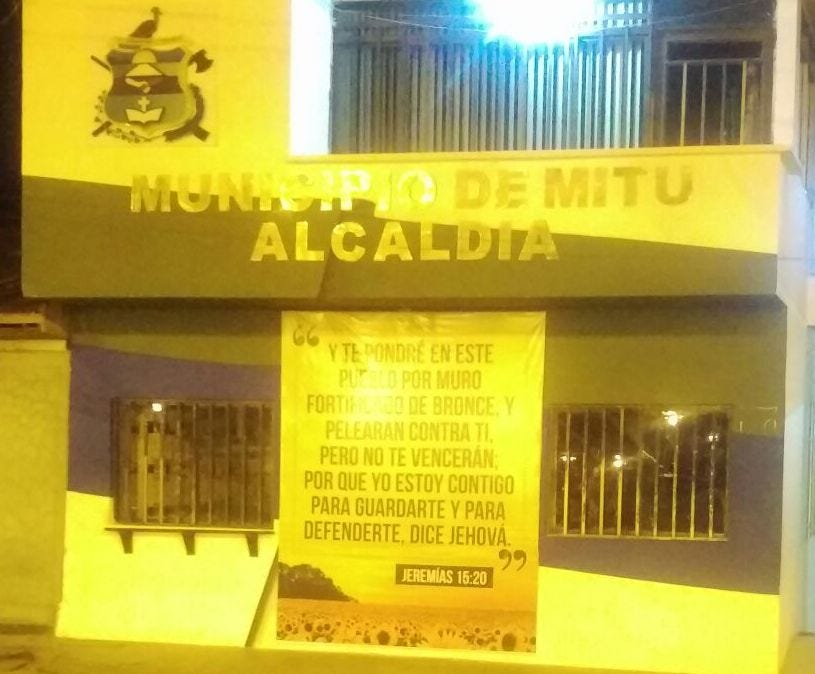 MUNICIPIO DE MITU
ALCALDIA
“
Y TE PONDRÉ EN ESTE
PUEBLO POR MURO
FORTIFICADO DE BRONCE, Y
PELEARAN CONTRA TI,
PERO NO TE VENCERÁN;
POR QUE YO ESTOY CONTIGO
PARA GUARDARTE Y PARA
DEFENDERTE, DICE JEHOVÁ.
”
JEREMÍAS 15:20